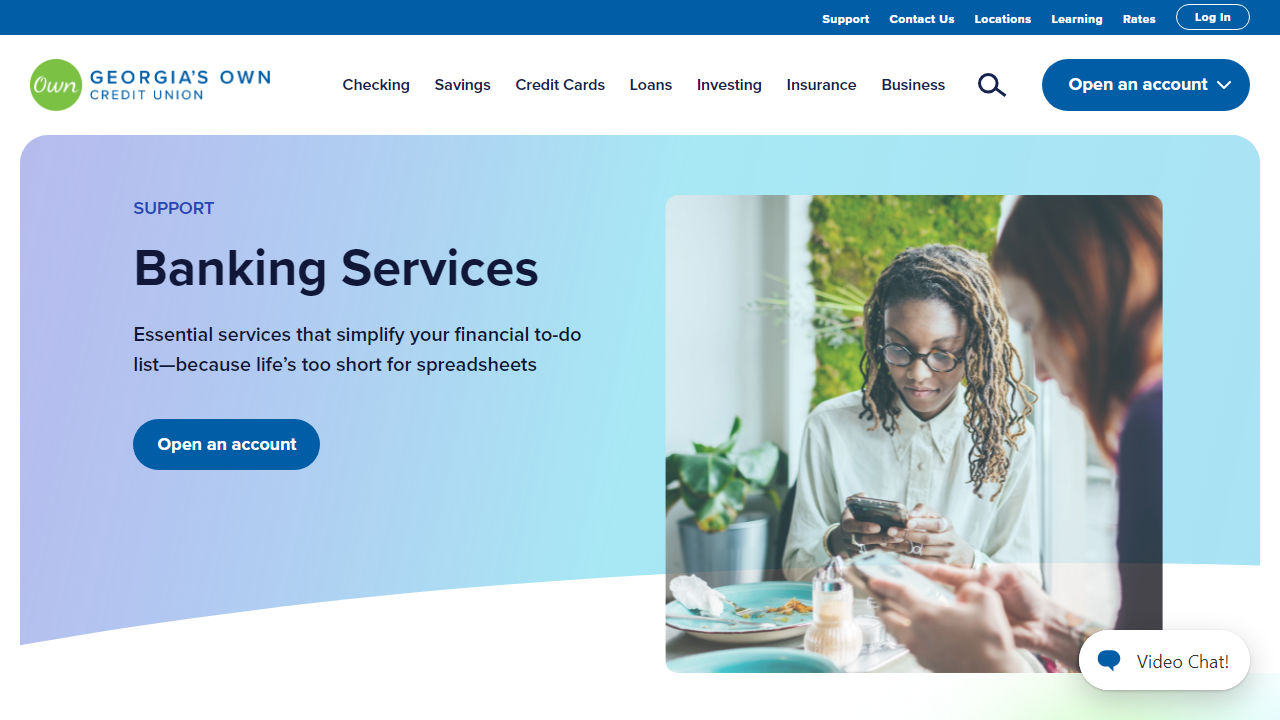 Support Contact Us Locations Learning Rates Log In
Own GEORGIA'S OWN
CREDIT UNION
Checking Savings Credit Cards Loans Investing Insurance Business Open an account
SUPPORT
Banking Services
Essential services that simplify your financial to-do
list—because life’s too short for spreadsheets
Open an account
Video Chat!